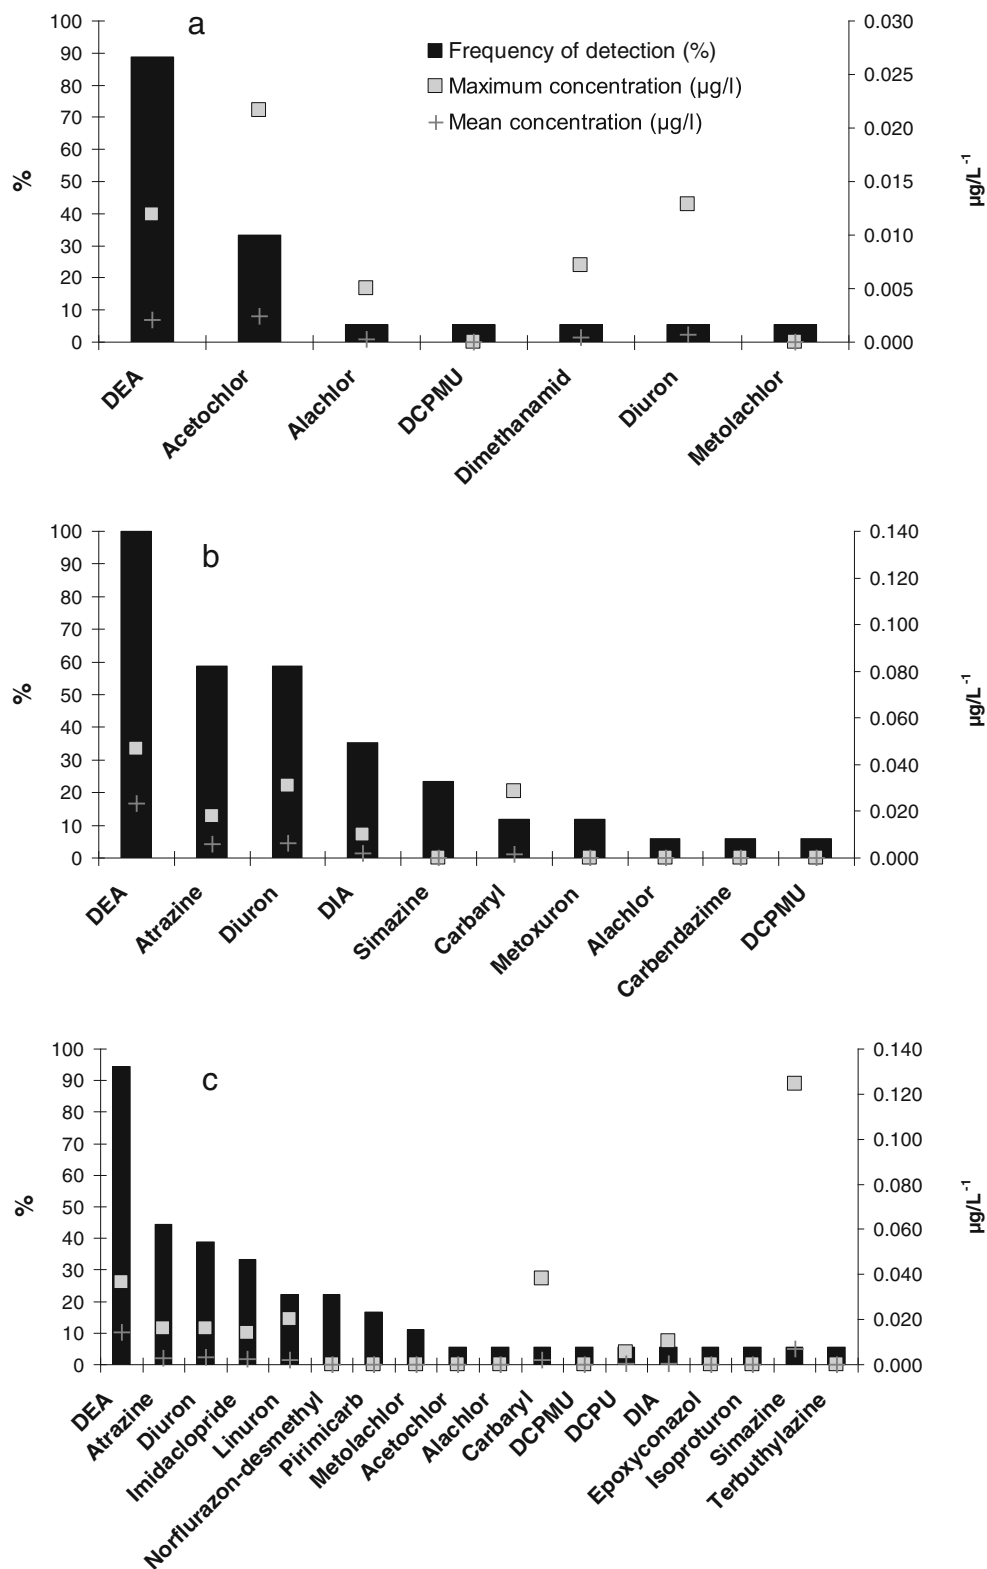 a
100
90
80
70
60
50
40
30
20
10
0
%
0.030
0.025
0.020
0.015
0.010
0.005
0.000
µg/L⁻¹
Frequency of detection (%)
Maximum concentration (µg/l)
Mean concentration (µg/l)
DEA
Acetochlor
Alachlor
DCPMU
Dimethanamid
Diuron
Metolachlor
b
100
90
80
70
60
50
40
30
20
10
0
%
0.140
0.120
0.100
0.080
0.060
0.040
0.020
0.000
µg/L⁻¹
DEA
Atrazine
Diuron
DIA
Simazine
Carbaryl
Metoxuron
Alachlor
Carbendazime
DCPMU
c
100
90
80
70
60
50
40
30
20
10
0
%
0.140
0.120
0.100
0.080
0.060
0.040
0.020
0.000
µg/L⁻¹
DEA
Atrazine
Diuron
Imidaclopride
Linuron
Norflurazon-desmethyl
Pirimicarb
Metolachlor
Acetochlor
Alachlor
Carbaryl
DCPMU
DCPU
DIA
Epoxyconazol
Isoproturon
Simazine
Terbuthylazine